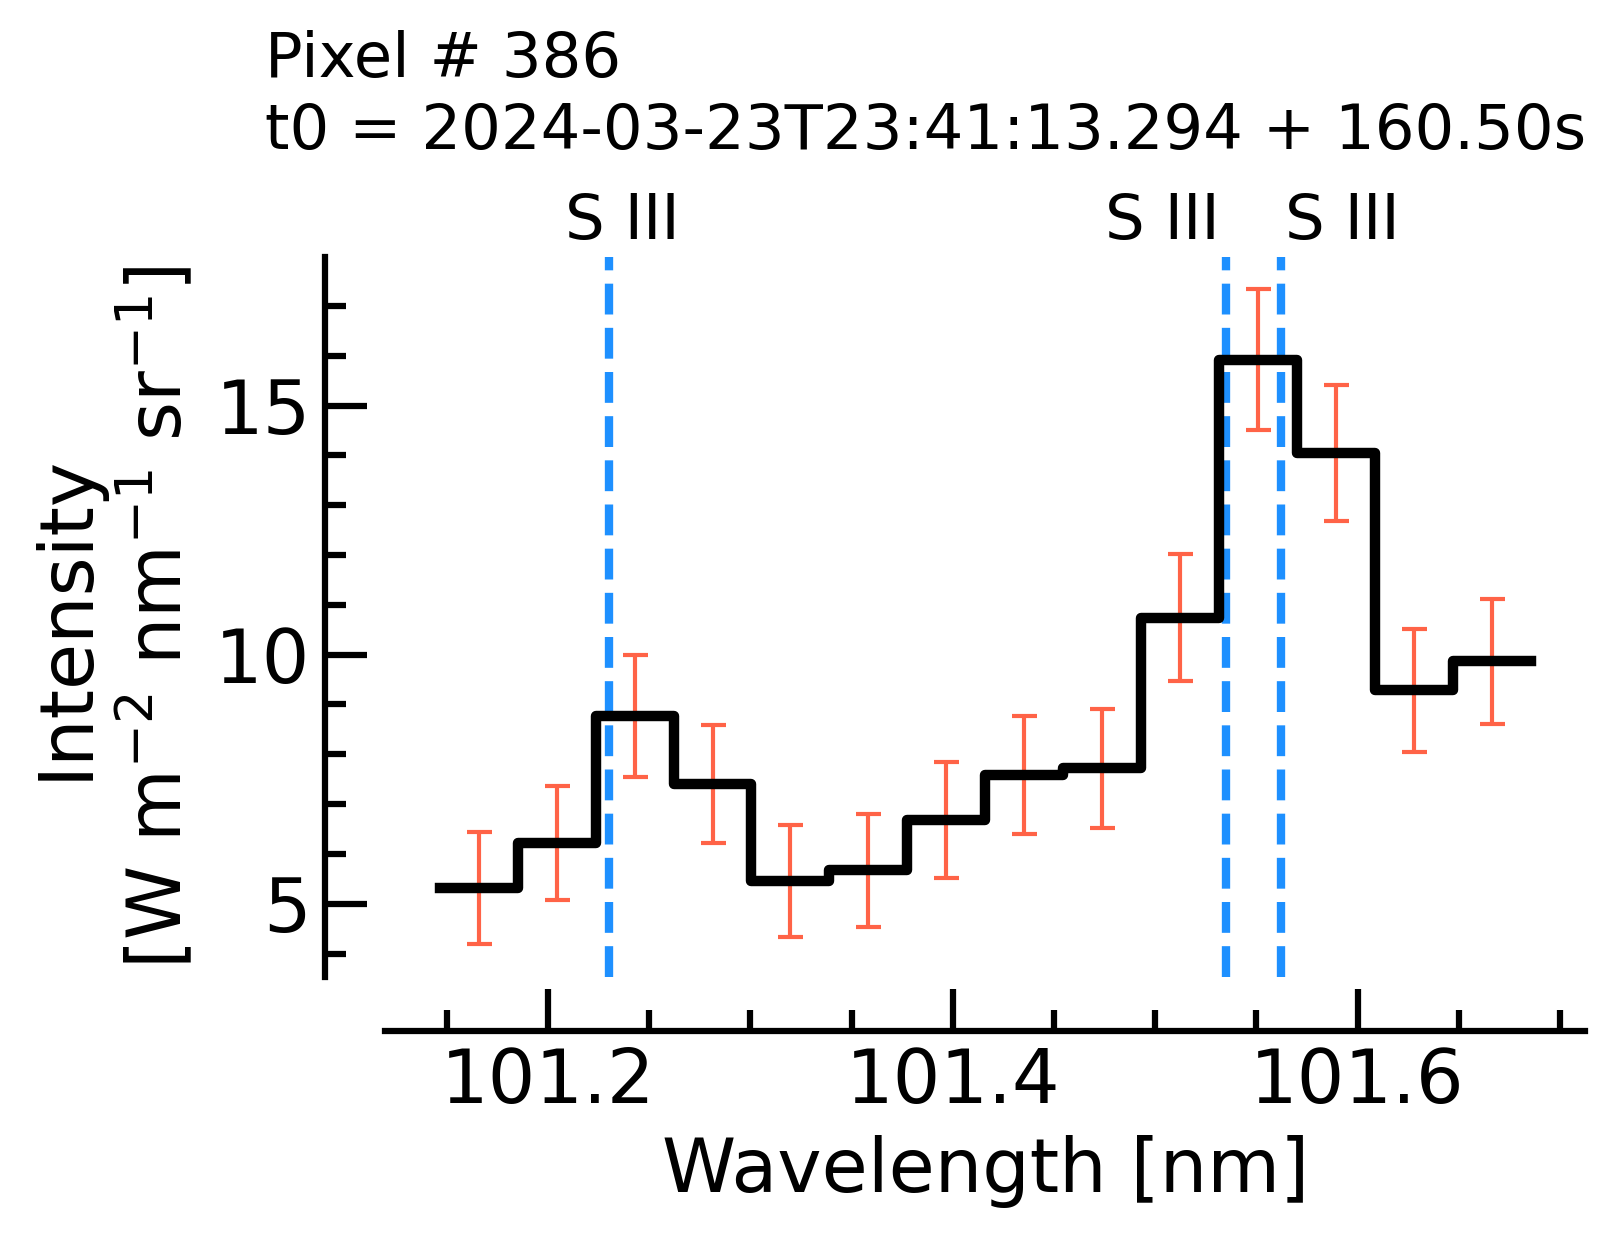 Pixel # 386
t0 = 2024-03-23T23:41:13.294 + 160.50s
S III S III S III
Intensity
[W m⁻² nm⁻¹ sr⁻¹]
15
10
5
101.2 101.4 101.6
Wavelength [nm]